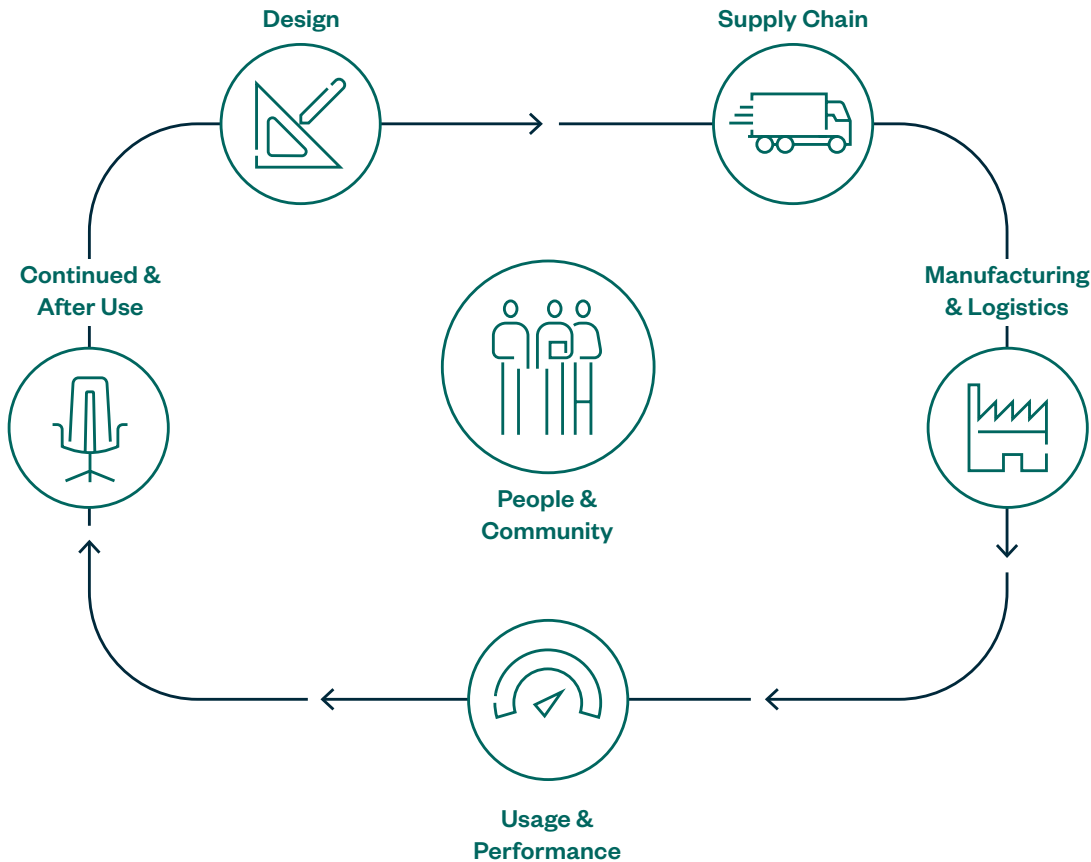 Design
Supply Chain
Continued &
After Use
Manufacturing
& Logistics
People &
Community
Usage &
Performance